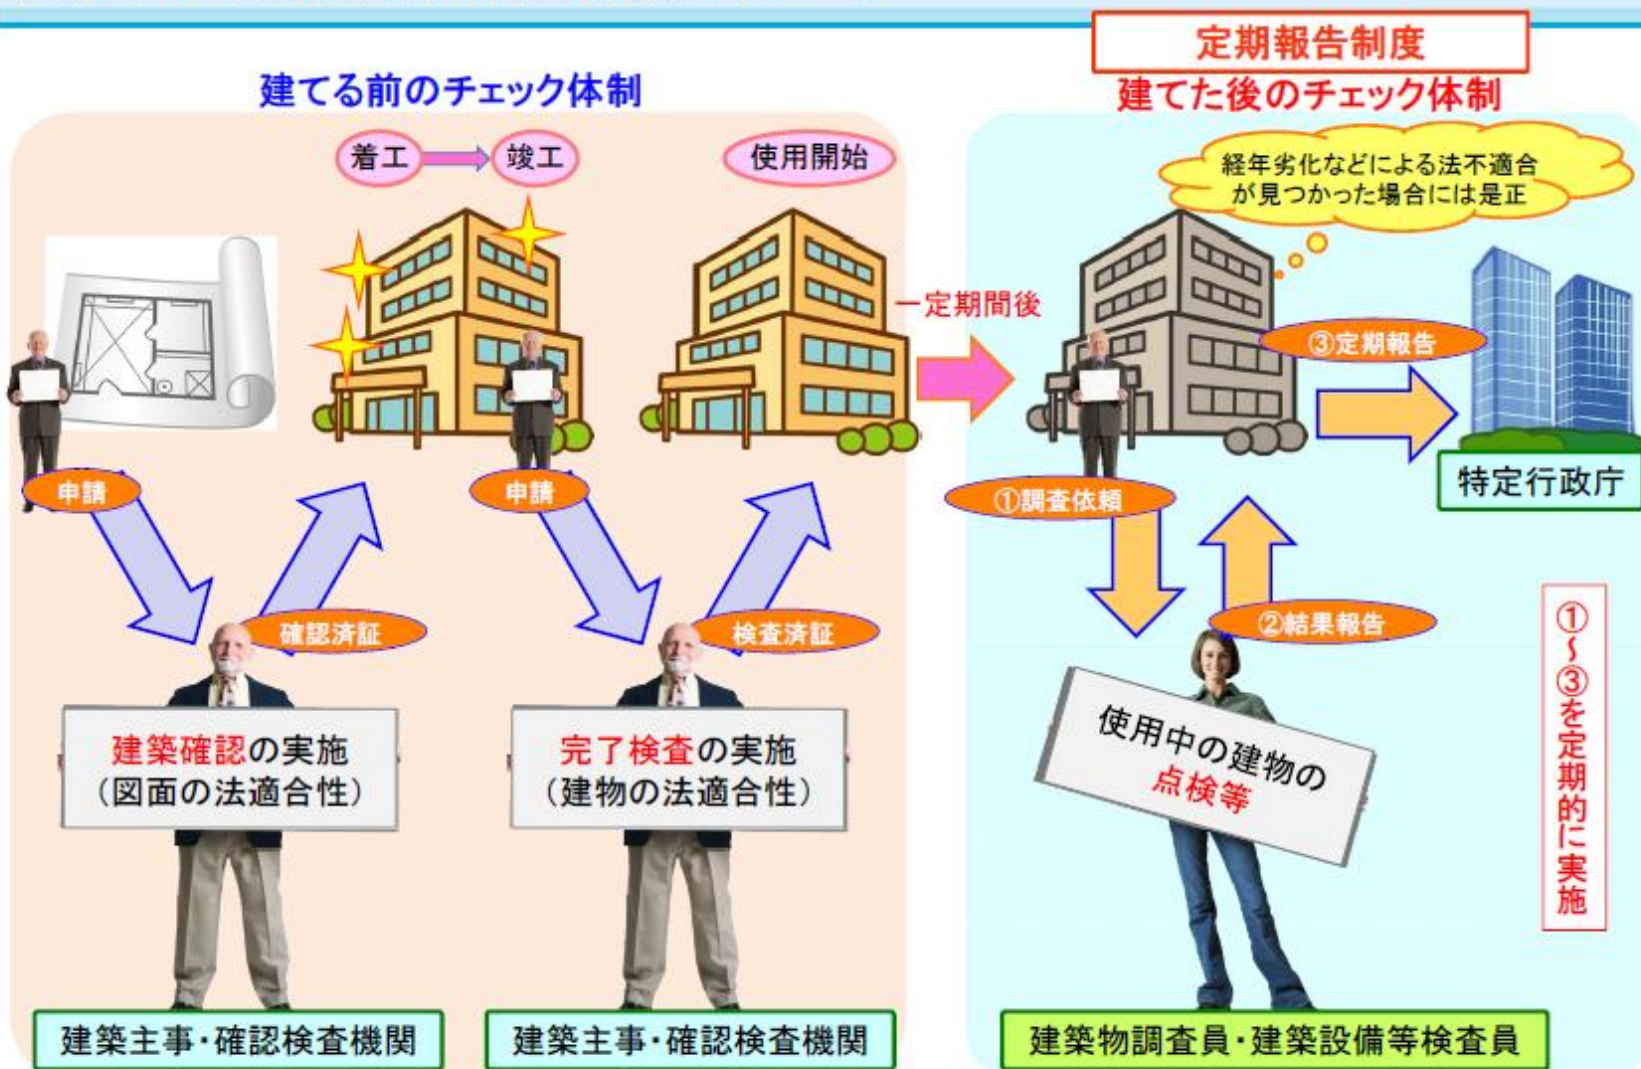 定期報告制度
建てる前のチェック体制
建てた後のチェック体制
着工
竣工
使用開始
経年劣化などによる法不適合
が見つかった場合には是正
一定期間後
③定期報告
特定行政庁
申請
申請
①調査依頼
確認済証
検査済証
②結果報告
建築確認の実施
(図面の法適合性)
完了検査の実施
(建物の法適合性)
使用中の建物の
点検等
①~③を定期的に実施
建築主事・確認検査機関
建築主事・確認検査機関
建築物調査員・建築設備等検査員